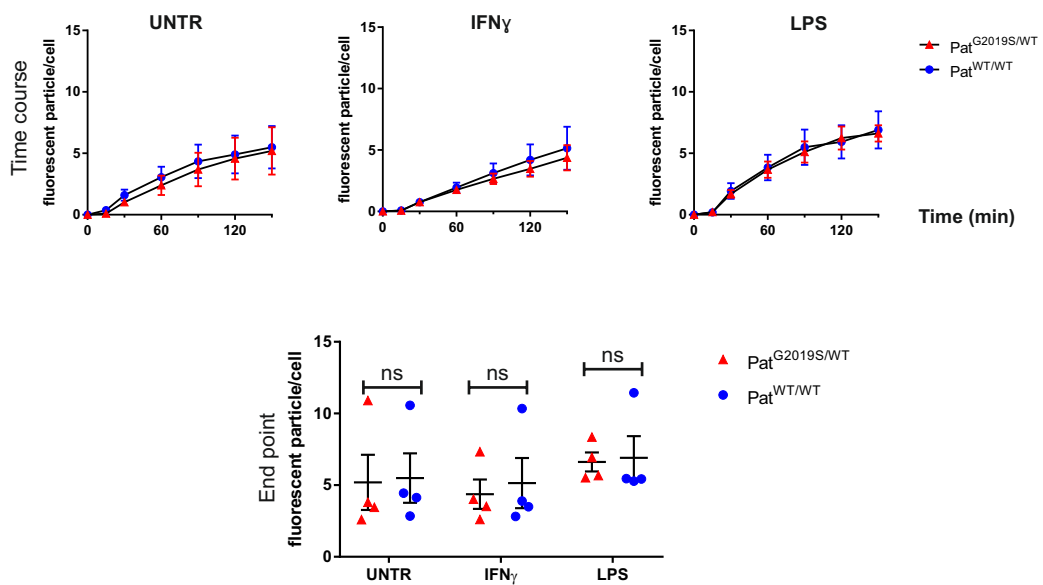 UNTR
IFNɣ
LPS
Time course
fluorescent particle/cell
15
10
5
0
0 60 120
fluorescent particle/cell
15
10
5
0
0 60 120
fluorescent particle/cell
15
10
5
0
0 60 120
Pat^G2019S/WT
Pat^WT/WT
Time (min)
End point
fluorescent particle/cell
15
10
5
0
ns
ns
ns
UNTR IFNγ LPS
Pat^G2019S/WT
Pat^WT/WT